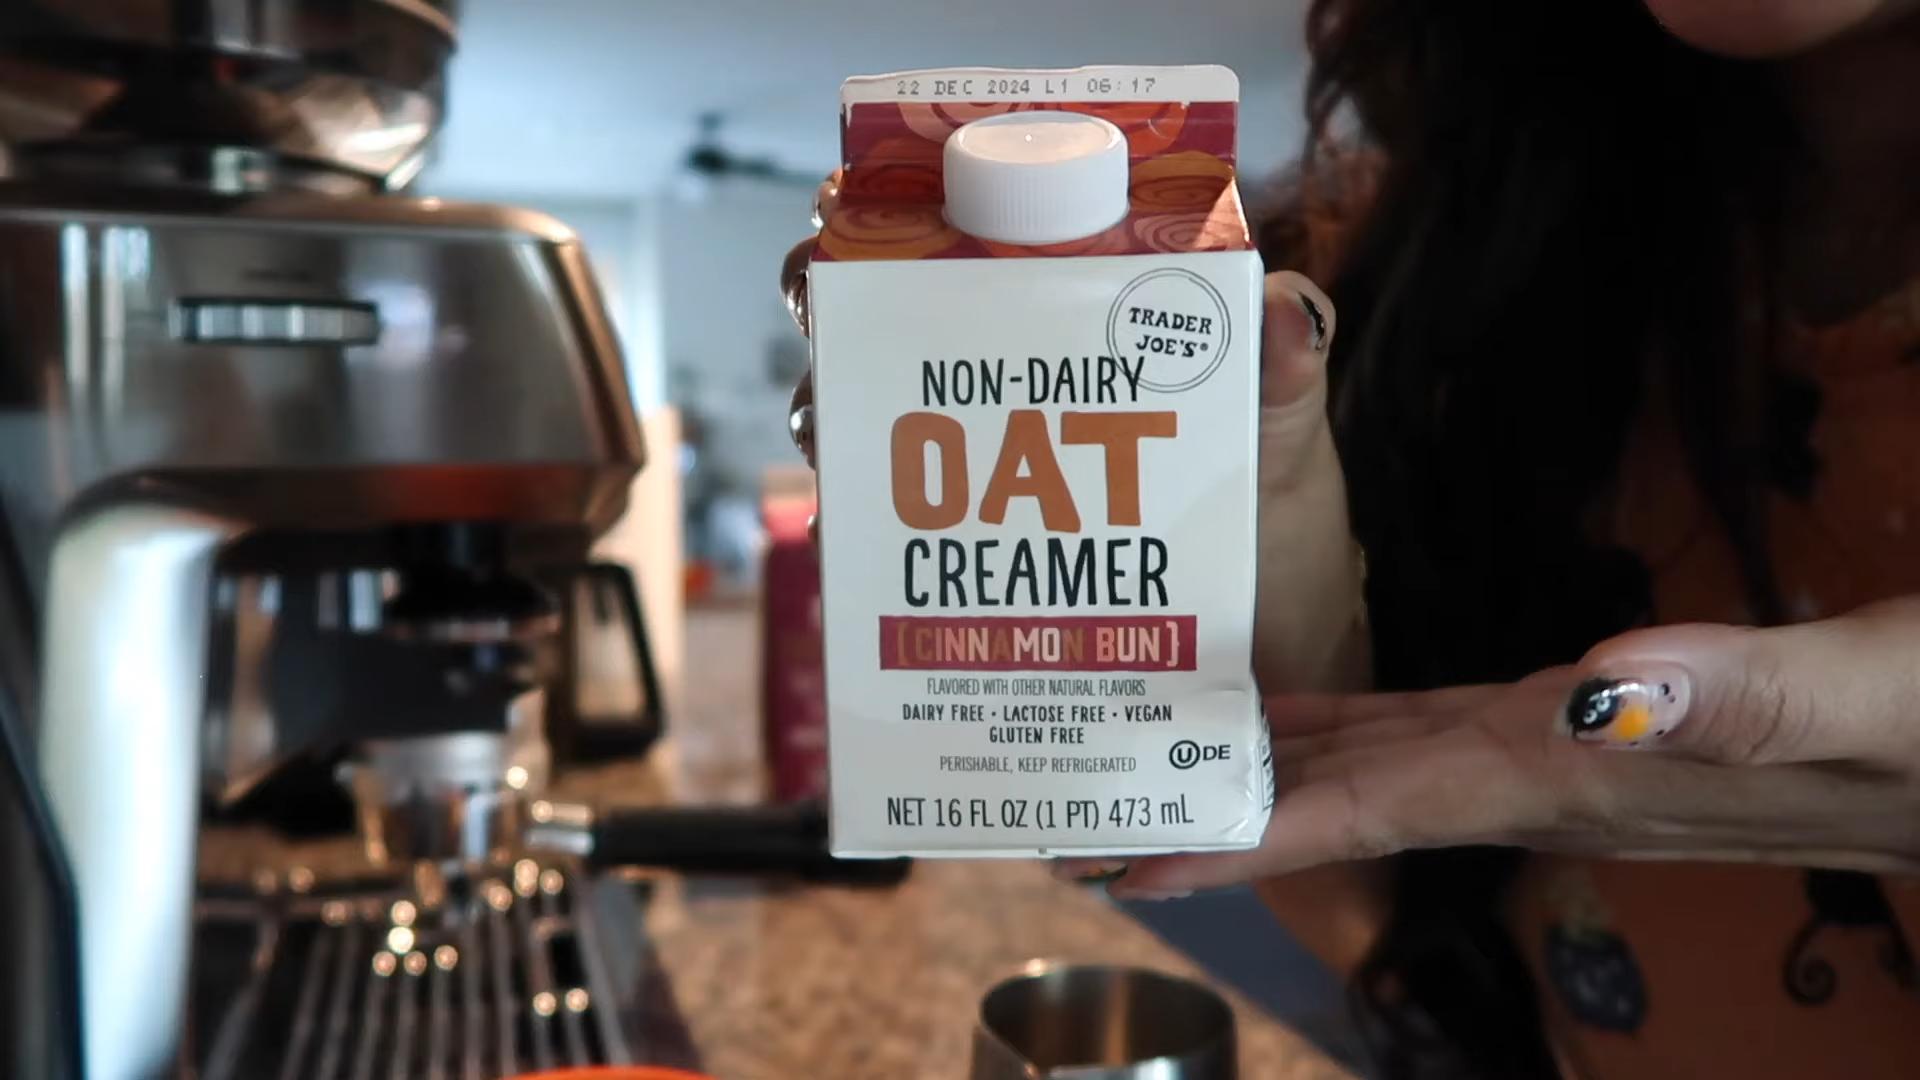 22 DEC 2024 L1 06:17
TRADER
JOE'S®
NON-DAIRY
OAT
CREAMER
{CINNAMON BUN}
FLAVORED WITH OTHER NATURAL FLAVORS
DAIRY FREE • LACTOSE FREE • VEGAN
GLUTEN FREE
PERISHABLE, KEEP REFRIGERATED
U DE
NET 16 FL OZ (1 PT) 473 mL